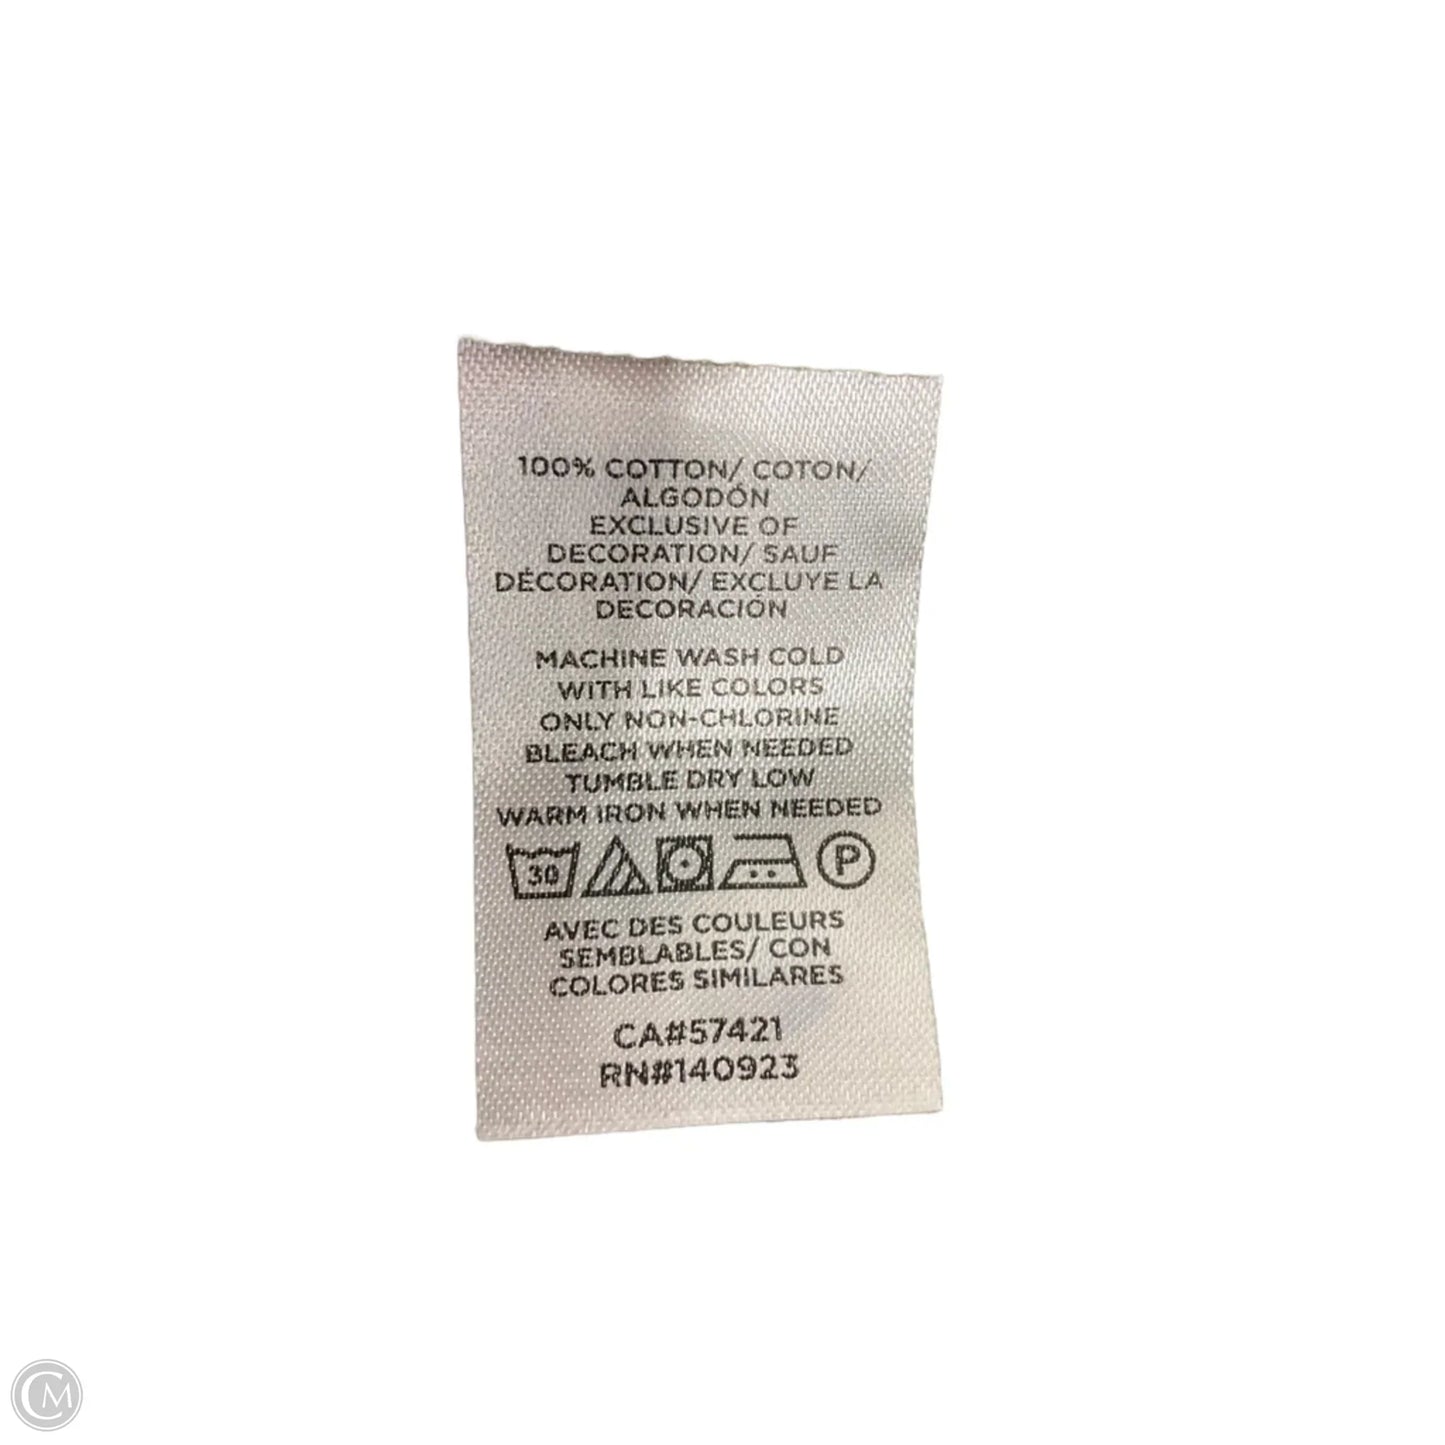 100% COTTON/ COTON/
ALGODÓN
EXCLUSIVE OF
DECORATION/ SAUF
DÉCORATION/ EXCLUYE LA
DECORACIÓN
MACHINE WASH COLD
WITH LIKE COLORS
ONLY NON-CHLORINE
BLEACH WHEN NEEDED
TUMBLE DRY LOW
WARM IRON WHEN NEEDED
30 P
AVEC DES COULEURS
SEMBLABLES/ CON
COLORES SIMILARES
CA#57421
RN#140923
CM